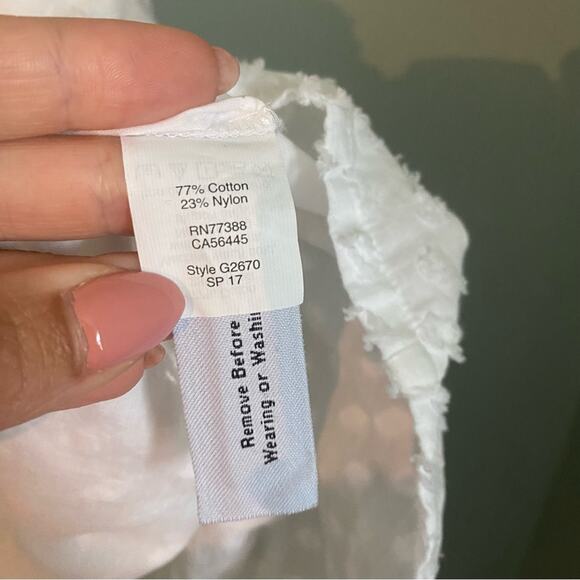 77% Cotton
23% Nylon
RN77388
CA56445
Style G2670
SP 17
Remove Before
Wearing or Washi